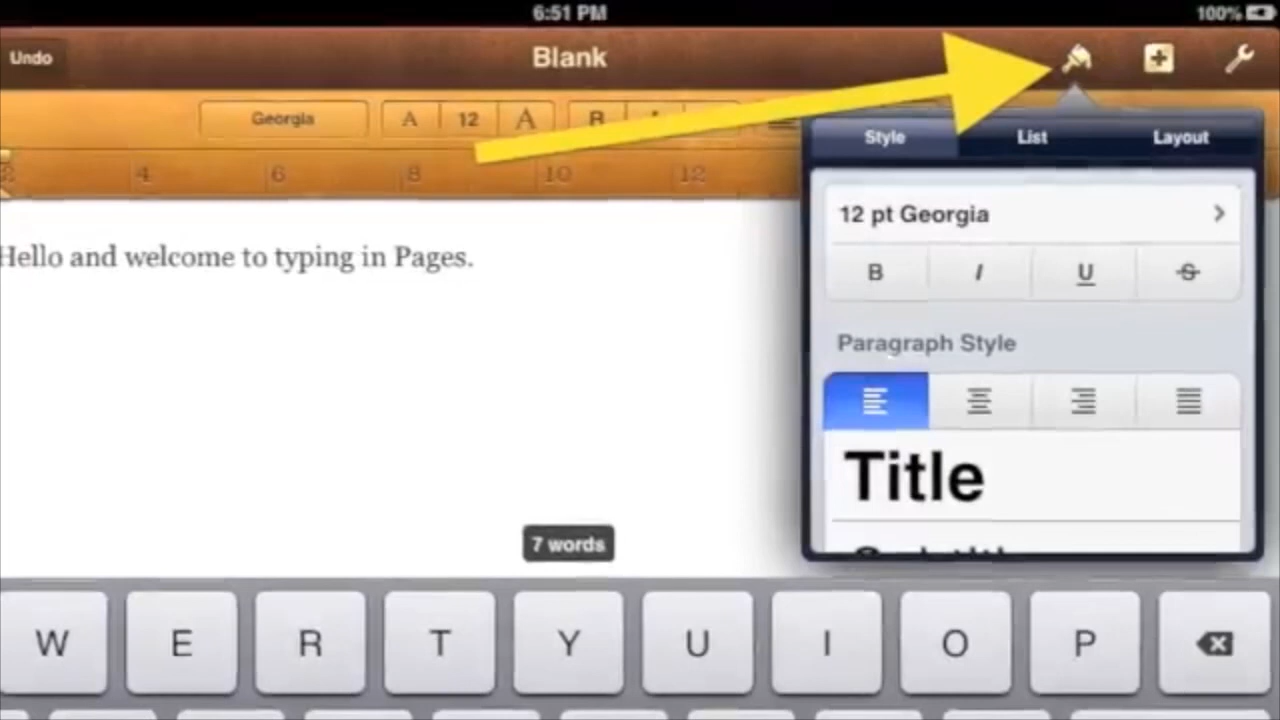 6:51 PM
100%
Undo
Blank
Georgia
A
12
A
B
Style
List
Layout
2
4
6
8
10
12
12 pt Georgia
B
I
U
S
Hello and welcome to typing in Pages.
Paragraph Style
Title
7 words
W E R T Y U I O P